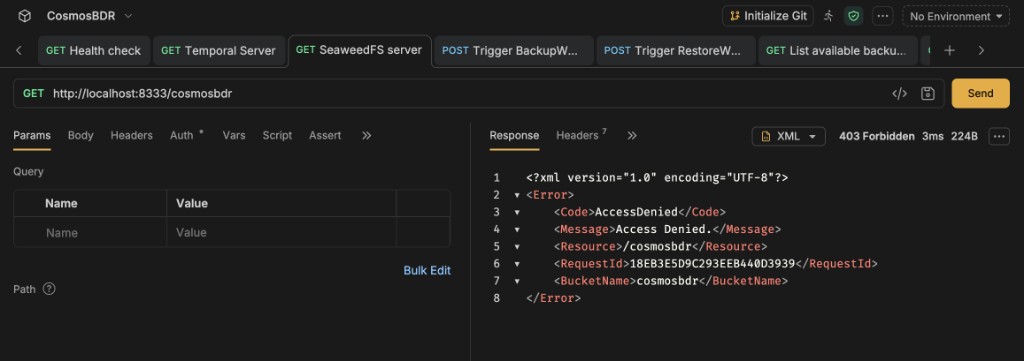 CosmosBDR
Initialize Git
No Environment
GET Health check
GET Temporal Server
GET SeaweedFS server
POST Trigger BackupW...
POST Trigger RestoreW...
GET List available backu...
GET http://localhost:8333/cosmosbdr
</>
Send
Params
Body
Headers
Auth
Vars
Script
Assert
Query
Name Value
Name Value
Bulk Edit
Path ?
Response
Headers 7
XML
403 Forbidden 3ms 224B
1 <?xml version="1.0" encoding="UTF-8"?>
2 <Error>
3 <Code>AccessDenied</Code>
4 <Message>Access Denied.</Message>
5 <Resource>/cosmosbdr</Resource>
6 <RequestId>18EB3E5D9C293EEB440D3939</RequestId>
7 <BucketName>cosmosbdr</BucketName>
8 </Error>